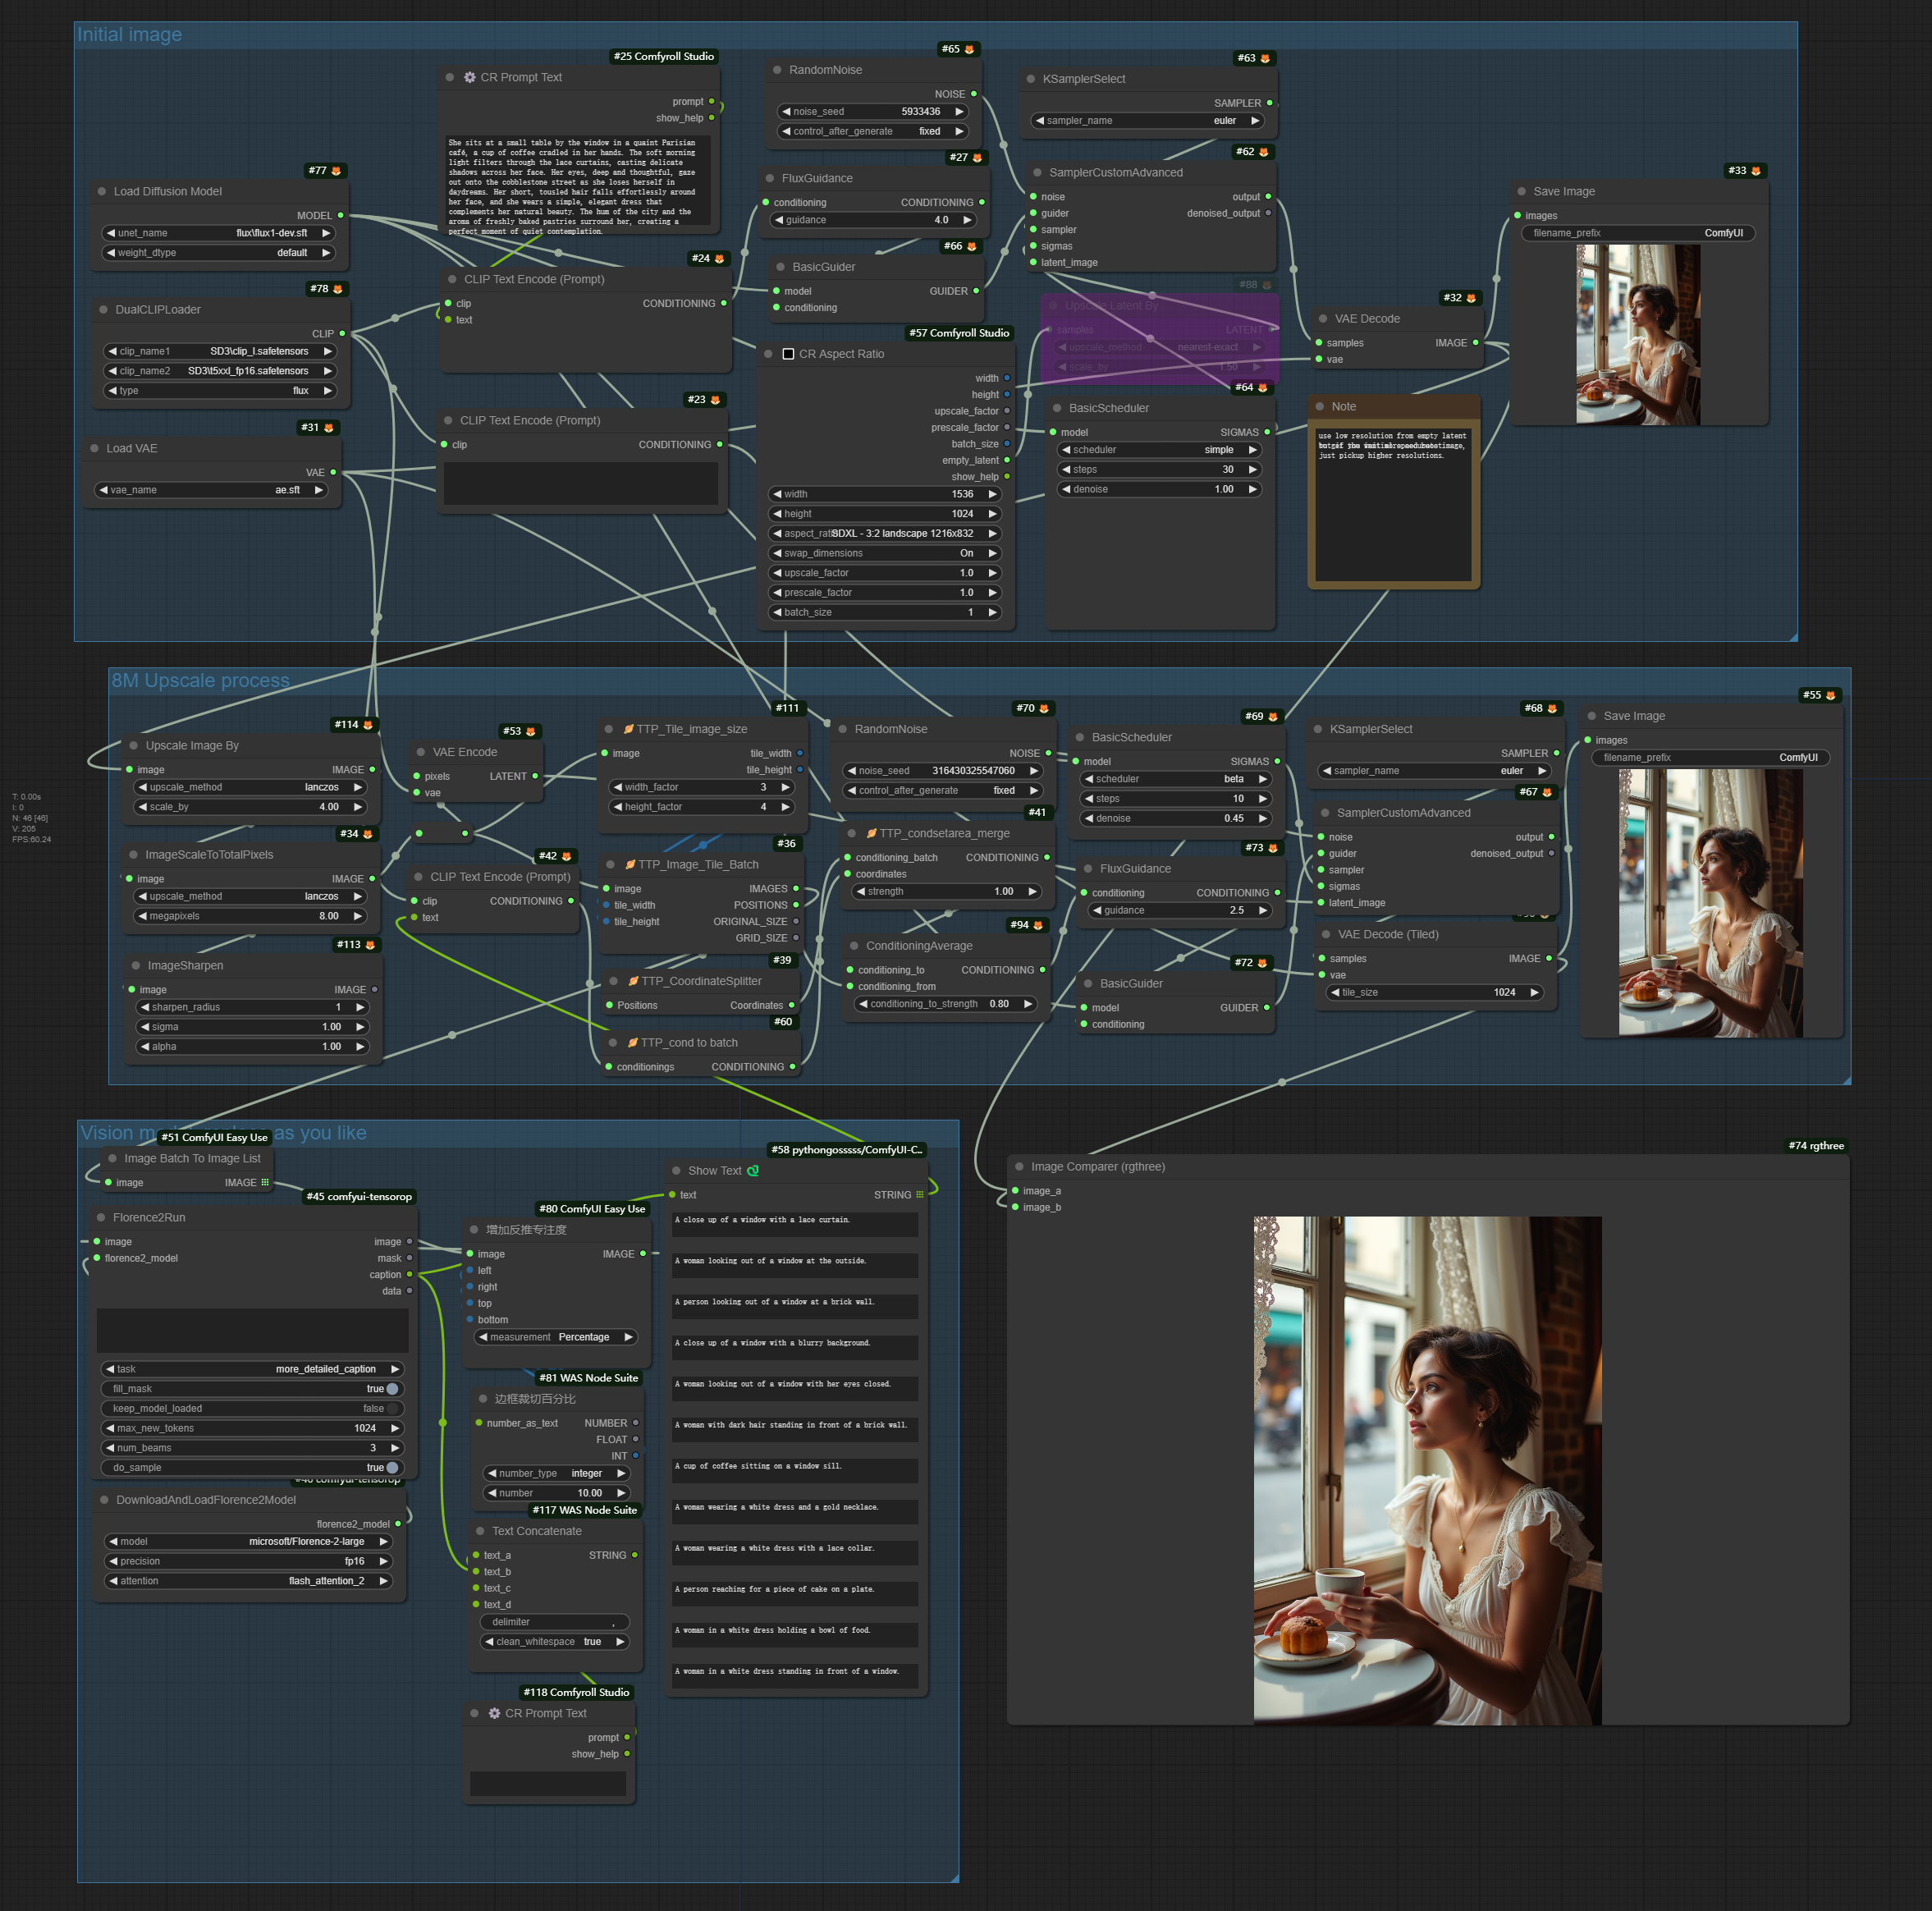 Initial image
#25 Comfyroll Studio
CR Prompt Text
prompt
show_help
She sits at a small table by the window in a quaint Parisian
café, a cup of coffee cradled in her hands. The soft morning
light filters through the lace curtains, casting delicate
shadows across her face. Her eyes, deep and thoughtful, gaze
out onto the cobblestone street as she loses herself in
daydreams. Her short, tousled hair falls effortlessly around
her face, and she wears a simple, elegant dress that
complements her natural beauty. The hum of the city and the
aroma of freshly baked pastries surround her, creating a
perfect moment of quiet contemplation.
#77
Load Diffusion Model
MODEL
unet_name flux\flux1-dev.sft
weight_dtype default
#78
DualCLIPLoader
CLIP
clip_name1 SD3\clip_l.safetensors
clip_name2 SD3\t5xxl_fp16.safetensors
type flux
#31
Load VAE
VAE
vae_name ae.sft
#24
CLIP Text Encode (Prompt)
clip CONDITIONING
text
#23
CLIP Text Encode (Prompt)
clip CONDITIONING
#65
RandomNoise
NOISE
noise_seed 5933436
control_after_generate fixed
#27
FluxGuidance
conditioning CONDITIONING
guidance 4.0
#66
BasicGuider
model GUIDER
conditioning
#57 Comfyroll Studio
CR Aspect Ratio
width
height
upscale_factor
prescale_factor
batch_size
empty_latent
show_help
width 1536
height 1024
SDXL - 3:2 landscape 1216x832
swap_dimensions On
upscale_factor 1.0
prescale_factor 1.0
batch_size 1
#63
KSamplerSelect
SAMPLER
sampler_name euler
#62
SamplerCustomAdvanced
noise output
guider denoised_output
sampler
sigmas
latent_image
#88
Upscale Latent By
samples LATENT
upscale_method nearest-exact
scale_by 1.50
#64
BasicScheduler
model SIGMAS
scheduler simple
steps 30
denoise 1.00
#32
VAE Decode
samples IMAGE
vae
Note
use low resolution from empty latent
just pickup higher resolutions.
#33
Save Image
images
filename_prefix ComfyUI
T: 0.00s
I: 0
N: 46 [46]
V: 205
FPS:60.24
8M Upscale process
#114
Upscale Image By
image IMAGE
upscale_method lanczos
scale_by 4.00
#34
ImageScaleToTotalPixels
image IMAGE
upscale_method lanczos
megapixels 8.00
#113
ImageSharpen
image IMAGE
sharpen_radius 1
sigma 1.00
alpha 1.00
#53
VAE Encode
pixels LATENT
vae
#42
CLIP Text Encode (Prompt)
clip CONDITIONING
text
#111
TTP_Tile_image_size
image tile_width
tile_height
width_factor 3
height_factor 4
#36
TTP_Image_Tile_Batch
image IMAGES
tile_width POSITIONS
tile_height ORIGINAL_SIZE
GRID_SIZE
#39
TTP_CoordinateSplitter
Positions Coordinates
#60
TTP_cond to batch
conditionings CONDITIONING
#70
RandomNoise
NOISE
noise_seed 316430325547060
control_after_generate fixed
#41
TTP_condsetarea_merge
conditioning_batch CONDITIONING
coordinates
strength 1.00
#94
ConditioningAverage
conditioning_to CONDITIONING
conditioning_from
conditioning_to_strength 0.80
#69
BasicScheduler
model SIGMAS
scheduler beta
steps 10
denoise 0.45
#73
FluxGuidance
conditioning CONDITIONING
guidance 2.5
#72
BasicGuider
model GUIDER
conditioning
#68
KSamplerSelect
SAMPLER
sampler_name euler
#67
SamplerCustomAdvanced
noise output
guider denoised_output
sampler
sigmas
latent_image
VAE Decode (Tiled)
samples IMAGE
vae
tile_size 1024
#55
Save Image
images
filename_prefix ComfyUI
as you like
#51 ComfyUI Easy Use
Image Batch To Image List
image IMAGE
#45 comfyui-tensorop
Florence2Run
image image
florence2_model mask
caption
data
task more_detailed_caption
fill_mask true
keep_model_loaded false
max_new_tokens 1024
num_beams 3
do_sample true
DownloadAndLoadFlorence2Model
florence2_model
model microsoft/Florence-2-large
precision fp16
attention flash_attention_2
#80 ComfyUI Easy Use
增加反推专注度
image IMAGE
left
right
top
bottom
measurement Percentage
#81 WAS Node Suite
边框裁切百分比
number_as_text NUMBER
FLOAT
INT
number_type integer
number 10.00
#117 WAS Node Suite
Text Concatenate
text_a STRING
text_b
text_c
text_d
delimiter ,
clean_whitespace true
#118 Comfyroll Studio
CR Prompt Text
prompt
show_help
#58 pythongosssss/ComfyUI-C..
Show Text
text STRING
A close up of a window with a lace curtain.
A woman looking out of a window at the outside.
A person looking out of a window at a brick wall.
A close up of a window with a blurry background.
A woman looking out of a window with her eyes closed.
A woman with dark hair standing in front of a brick wall.
A cup of coffee sitting on a window sill.
A woman wearing a white dress and a gold necklace.
A woman wearing a white dress with a lace collar.
A person reaching for a piece of cake on a plate.
A woman in a white dress holding a bowl of food.
A woman in a white dress standing in front of a window.
#74 rgthree
Image Comparer (rgthree)
image_a
image_b